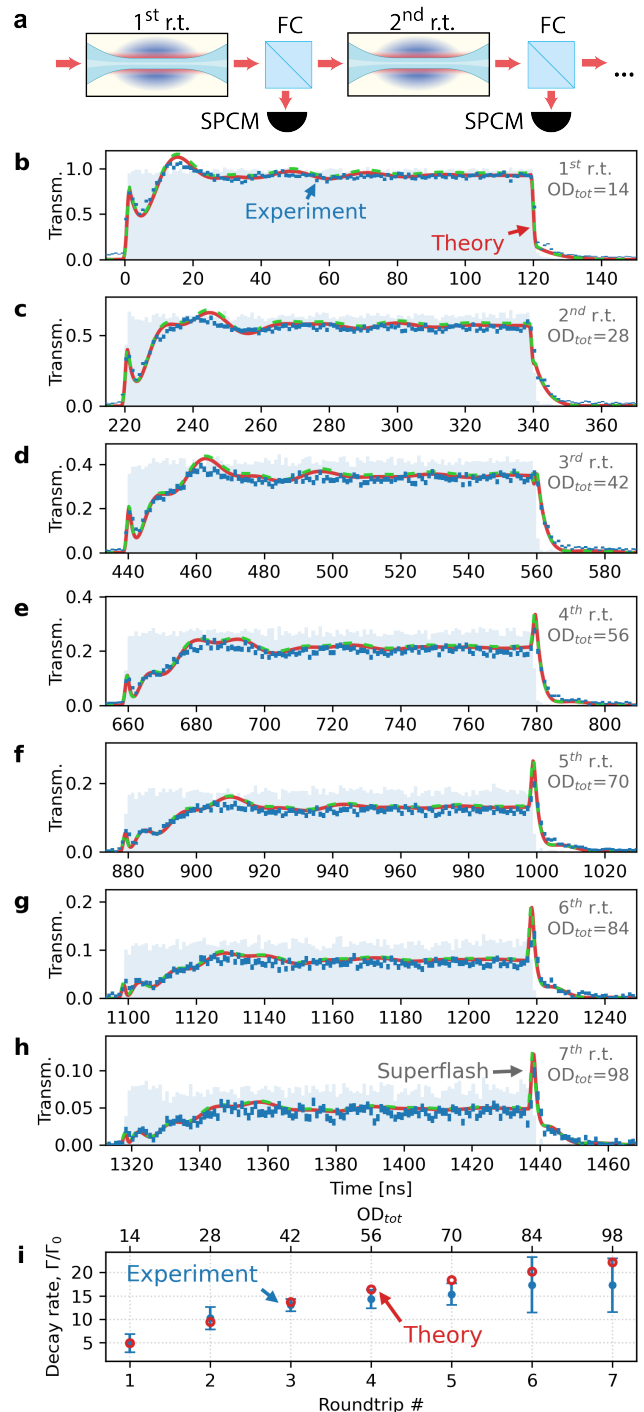 a
1st r.t.
FC
2nd r.t.
FC
...
SPCM
SPCM
b
Transm.
1.0
0.5
0.0
Experiment
Theory
1st r.t.
ODtot=14
0 20 40 60 80 100 120 140
c
Transm.
0.5
0.0
2nd r.t.
ODtot=28
220 240 260 280 300 320 340 360
d
Transm.
0.4
0.2
0.0
3rd r.t.
ODtot=42
440 460 480 500 520 540 560 580
e
Transm.
0.4
0.2
0.0
4th r.t.
ODtot=56
660 680 700 720 740 760 780 800
f
Transm.
0.2
0.0
5th r.t.
ODtot=70
880 900 920 940 960 980 1000 1020
g
Transm.
0.2
0.1
0.0
6th r.t.
ODtot=84
1100 1120 1140 1160 1180 1200 1220 1240
h
Transm.
0.10
0.05
0.00
Superflash
7th r.t.
ODtot=98
1320 1340 1360 1380 1400 1420 1440 1460
Time [ns]
ODtot
14 28 42 56 70 84 98
i
Decay rate, Γ/Γ0
20
15
10
5
Experiment
Theory
1 2 3 4 5 6 7
Roundtrip #